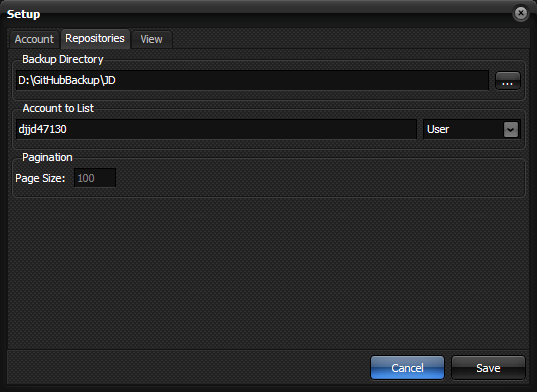 Setup
Account Repositories View
Backup Directory
D:\GitHubBackup\JD ...
Account to List
djjd47130 User
Pagination
Page Size: 100
Cancel Save